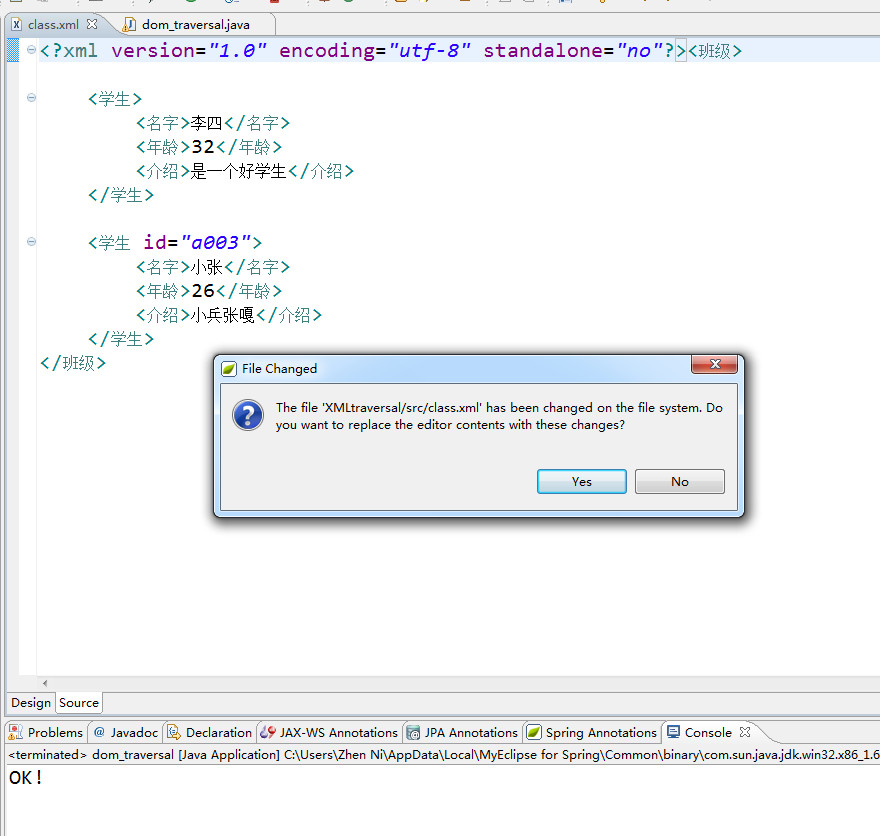 class.xml dom_traversal.java
<?xml version="1.0" encoding="utf-8" standalone="no"?><班级>
<学生>
<名字>李四</名字>
<年龄>32</年龄>
<介绍>是一个好学生</介绍>
</学生>
<学生 id="a003">
<名字>小张</名字>
<年龄>26</年龄>
<介绍>小兵张嘎</介绍>
</学生>
</班级>
File Changed
The file 'XMLtraversal/src/class.xml' has been changed on the file system. Do
you want to replace the editor contents with these changes?
Yes No
Design Source
Problems @ Javadoc Declaration JAX-WS Annotations JPA Annotations Spring Annotations Console
<terminated> dom_traversal [Java Application] C:\Users\Zhen Ni\AppData\Local\MyEclipse for Spring\Common\binary\com.sun.java.jdk.win32.x86_1.6
OK!